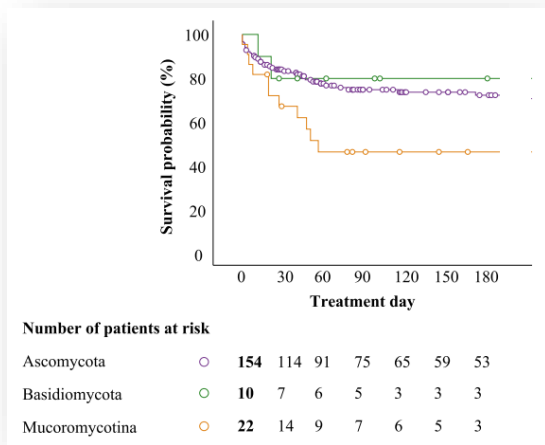 100
80
60
40
20
0
Survival probability (%)
0 30 60 90 120 150 180
Treatment day
Number of patients at risk
Ascomycota 154 114 91 75 65 59 53
Basidiomycota 10 7 6 5 3 3 3
Mucoromycotina 22 14 9 7 6 5 3